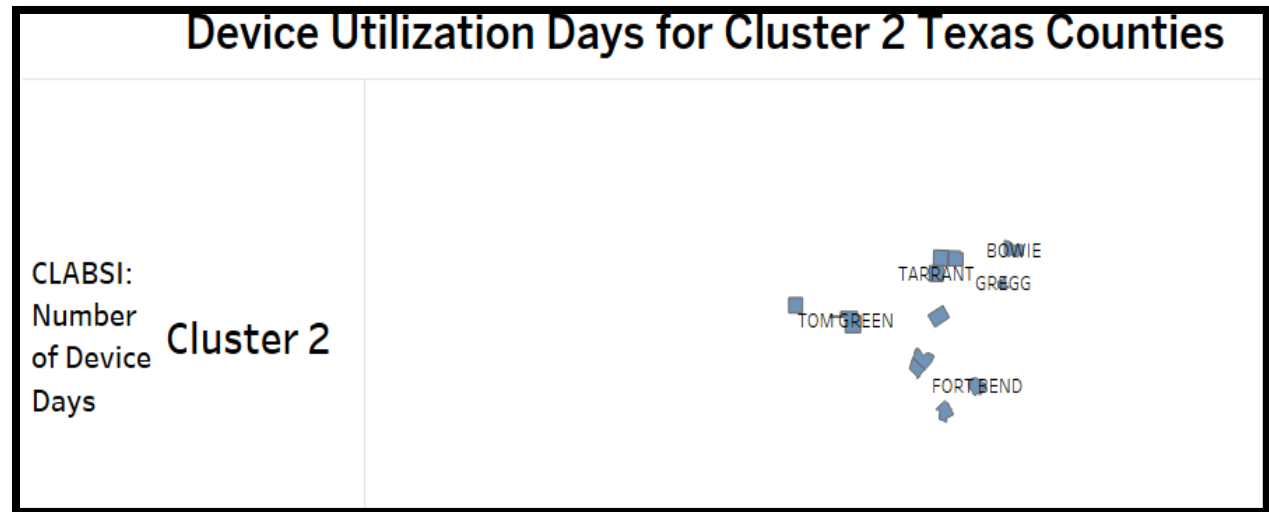 Device Utilization Days for Cluster 2 Texas Counties
CLABSI:
Number
of Device
Days
Cluster 2
BOWIE
TARRANT
GREGG
TOM GREEN
FORT BEND